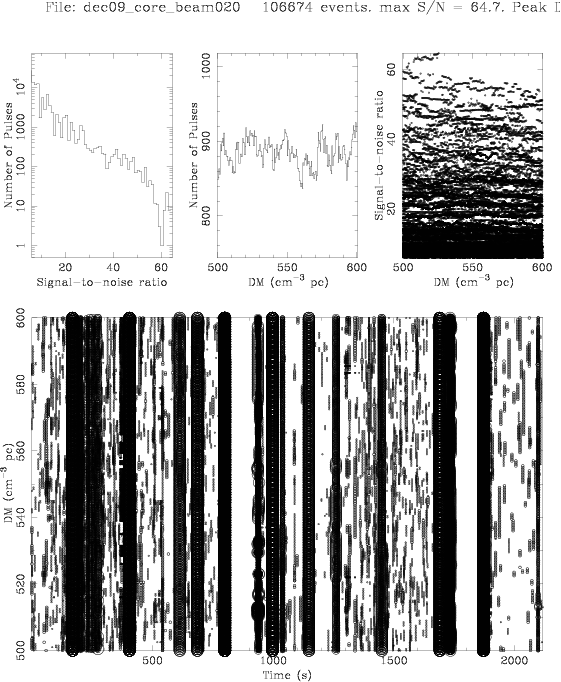 File: dec09_core_beam020 106674 events. max S/N = 64.7. Peak D
Number of Pulses
10⁴
1000
100
10
1
20 40 60
Signal-to-noise ratio
Number of Pulses
1000
900
800
500 550 600
DM (cm⁻³ pc)
Signal-to-noise ratio
60
40
20
500 550 600
DM (cm⁻³ pc)
DM (cm⁻³ pc)
600
580
560
540
520
500
500 1000 1500 2000
Time (s)